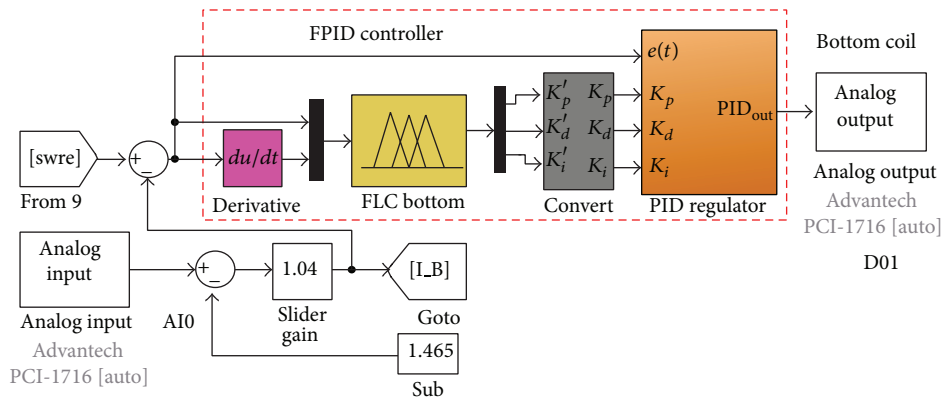 FPID controller
Bottom coil
[swre]
From 9
+
−
du/dt
Derivative
FLC bottom
K′p
K′d
K′i
Kp
Kd
Ki
Convert
e(t)
Kp
Kd
Ki
PIDout
PID regulator
Analog
output
Analog output
Advantech
PCI-1716 [auto]
D01
Analog
input
Analog input
Advantech
PCI-1716 [auto]
AI0
+
−
1.04
Slider
gain
[I_B]
Goto
1.465
Sub